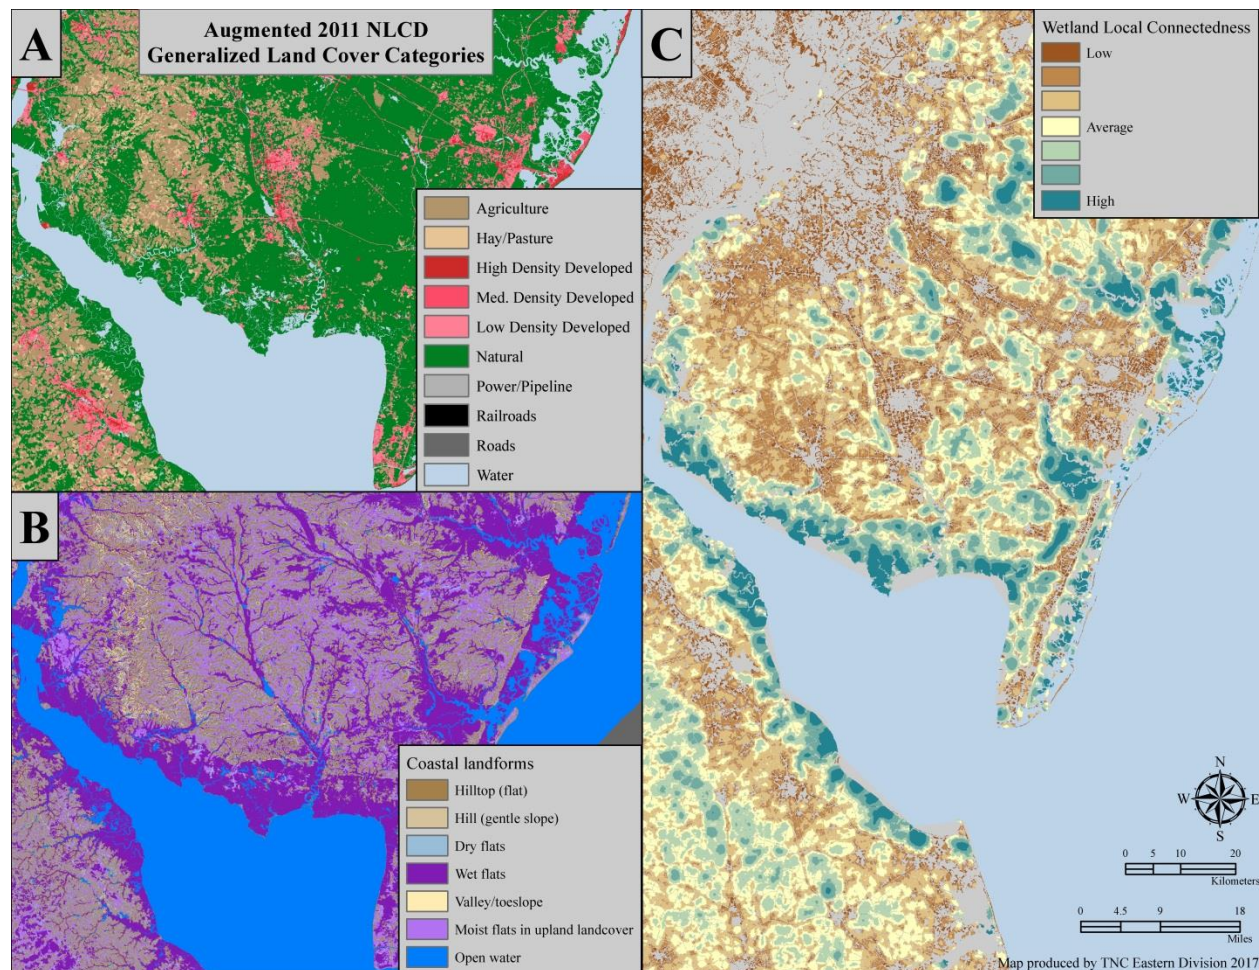 A
Augmented 2011 NLCD
Generalized Land Cover Categories
Agriculture
Hay/Pasture
High Density Developed
Med. Density Developed
Low Density Developed
Natural
Power/Pipeline
Railroads
Roads
Water
B
Coastal landforms
Hilltop (flat)
Hill (gentle slope)
Dry flats
Wet flats
Valley/toeslope
Moist flats in upland landcover
Open water
C
Wetland Local Connectedness
Low
Average
High
N
W E
S
0 5 10 20
Kilometers
0 4.5 9 18
Miles
Map produced by TNC Eastern Division 2017